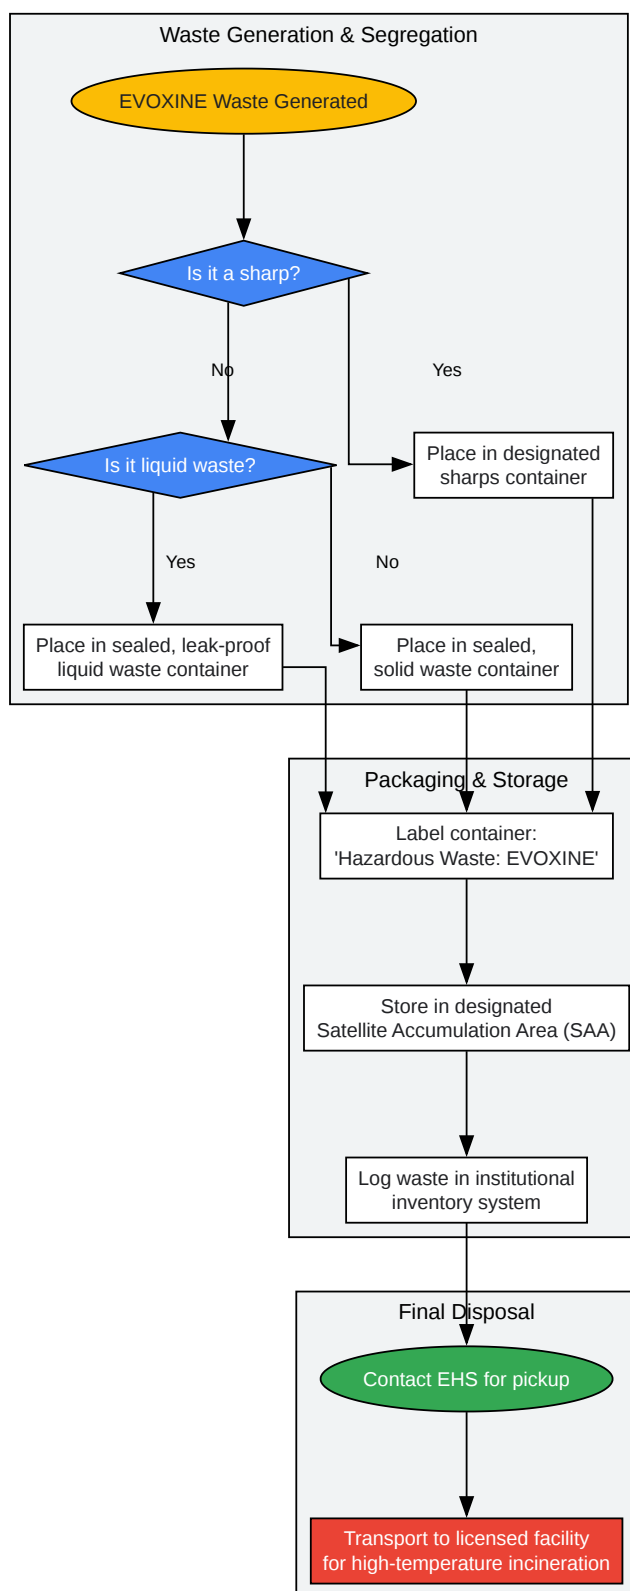 Waste Generation & Segregation
EVOXINE Waste Generated
Is it a sharp?
No
Yes
Is it liquid waste?
Place in designated
sharps container
Yes
No
Place in sealed, leak-proof
liquid waste container
Place in sealed,
solid waste container
Packaging & Storage
Label container:
'Hazardous Waste: EVOXINE'
Store in designated
Satellite Accumulation Area (SAA)
Log waste in institutional
inventory system
Final Disposal
Contact EHS for pickup
Transport to licensed facility
for high-temperature incineration